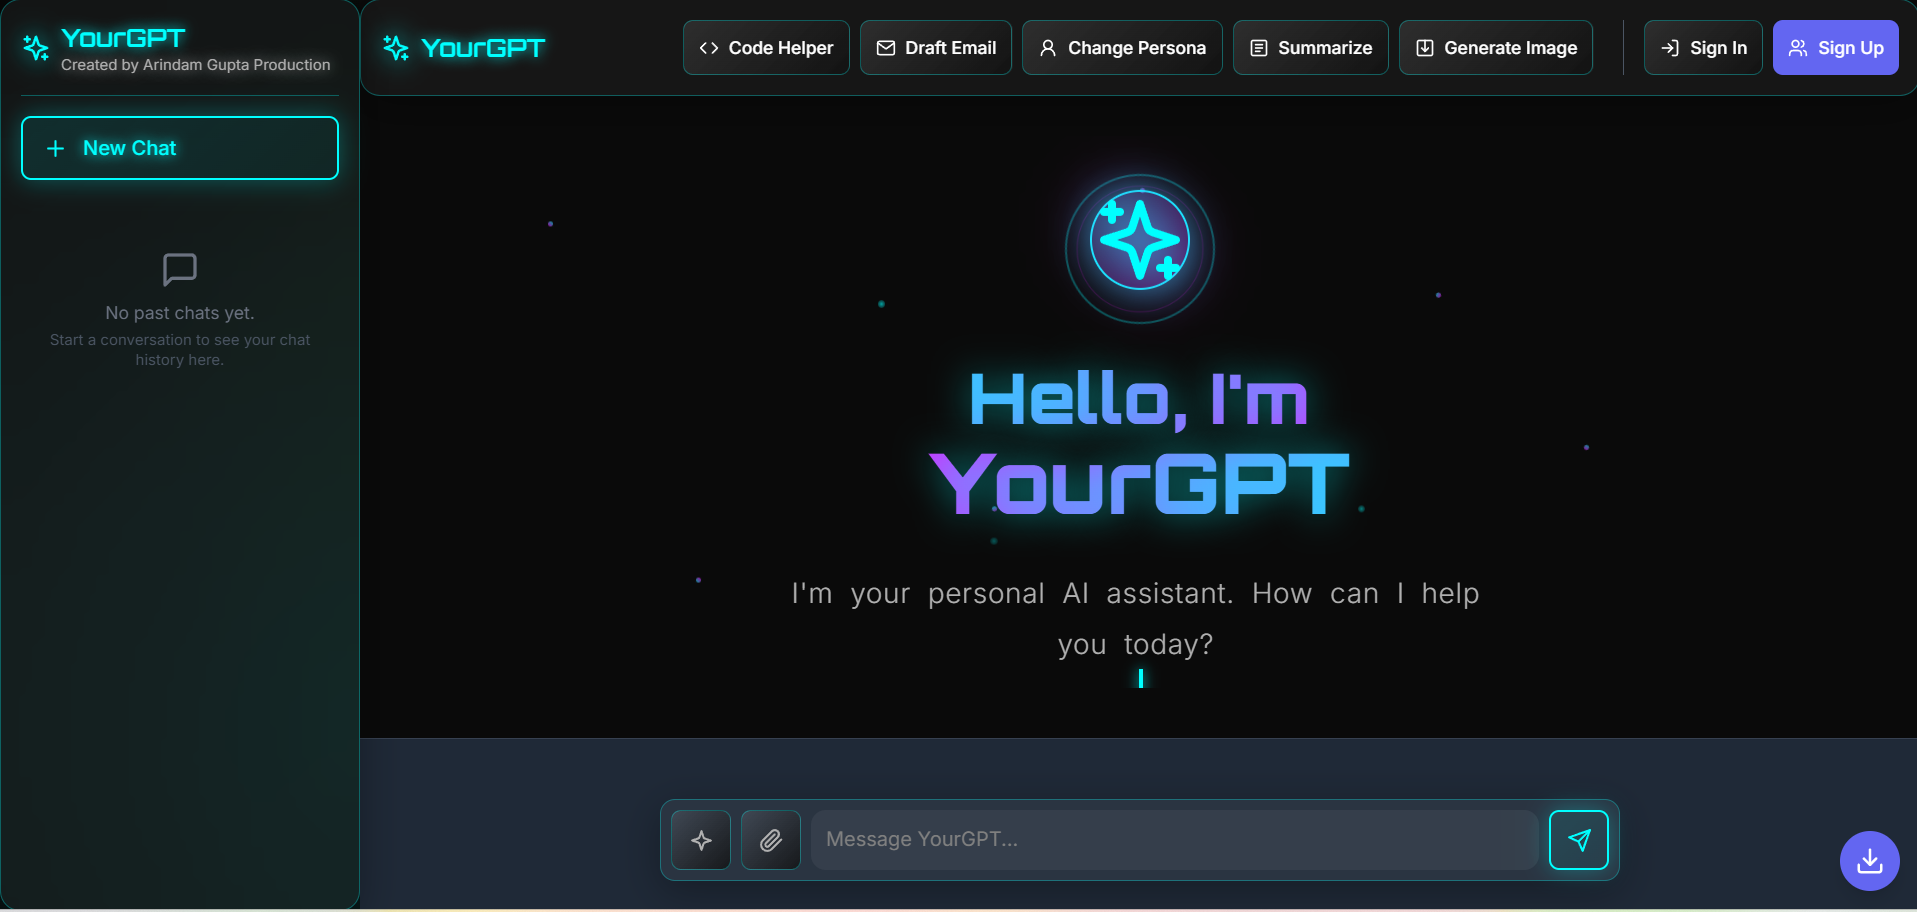 YourGPT
Created by Arindam Gupta Production
New Chat
No past chats yet.
Start a conversation to see your chat
history here.
YourGPT
Code Helper
Draft Email
Change Persona
Summarize
Generate Image
Sign In
Sign Up
Hello, I'm
YourGPT
I'm your personal AI assistant. How can I help
you today?
Message YourGPT...